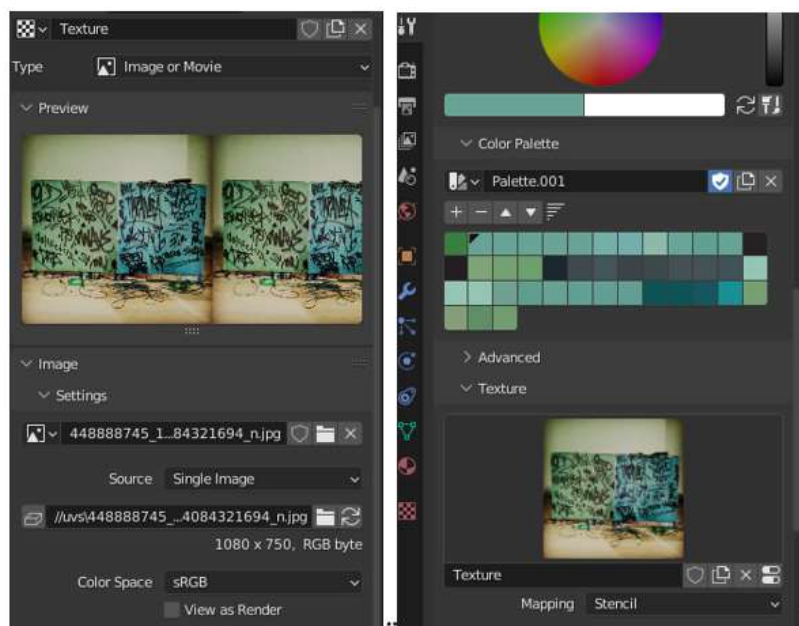 Texture
Type Image or Movie
Preview
Image
Settings
448888745_1...84321694_n.jpg
Source Single Image
//uvs\448888745_...4084321694_n.jpg
1080 x 750, RGB byte
Color Space sRGB
View as Render
Color Palette
Palette.001
Advanced
Texture
Texture
Mapping Stencil